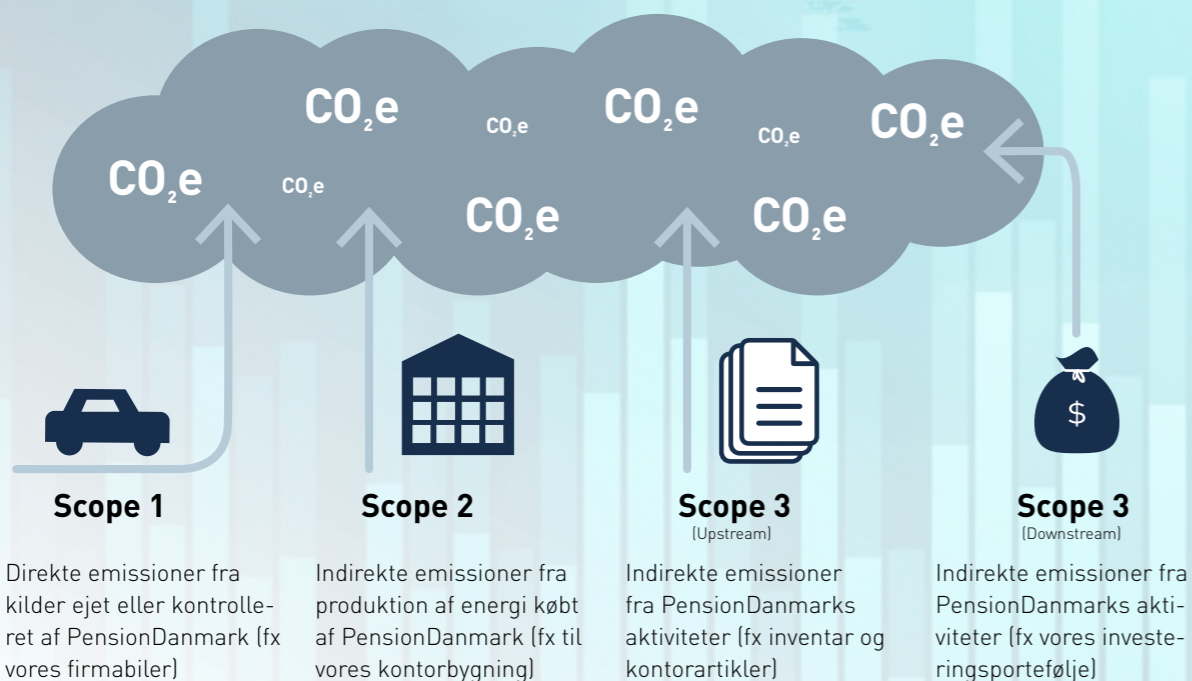 CO₂e
CO₂e
CO₂e
CO₂e
CO₂e
CO₂e
CO₂e
CO₂e
CO₂e
$
Scope 1
Direkte emissioner fra
kilder ejet eller kontrolle-
ret af PensionDanmark (fx
vores firmabiler)
Scope 2
Indirekte emissioner fra
produktion af energi købt
af PensionDanmark (fx til
vores kontorbygning)
Scope 3
(Upstream)
Indirekte emissioner
fra PensionDanmarks
aktiviteter (fx inventar og
kontorartikler)
Scope 3
(Downstream)
Indirekte emissioner fra
PensionDanmarks akti-
viteter (fx vores investe-
ringsportefølje)